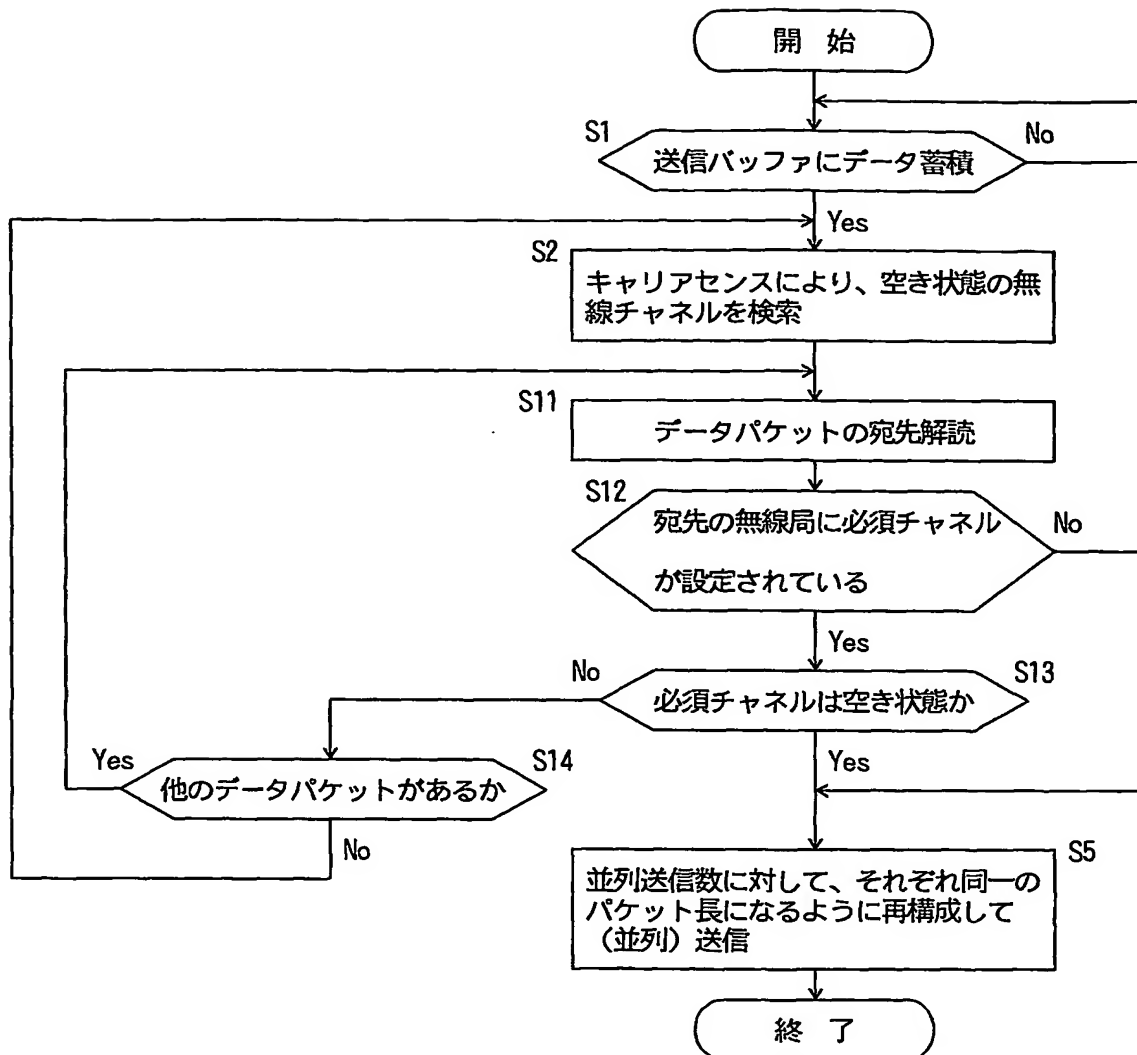 開 始
S1
送信バッファにデータ蓄積
No
Yes
S2
キャリアセンスにより、空き状態の無
線チャネルを検索
S11
データパケットの宛先解読
S12
宛先の無線局に必須チャネル
が設定されている
No
Yes
No
S13
必須チャネルは空き状態か
Yes
S14
他のデータパケットがあるか
Yes
No
S5
並列送信数に対して、それぞれ同一の
パケット長になるように再構成して
（並列）送信
終 了